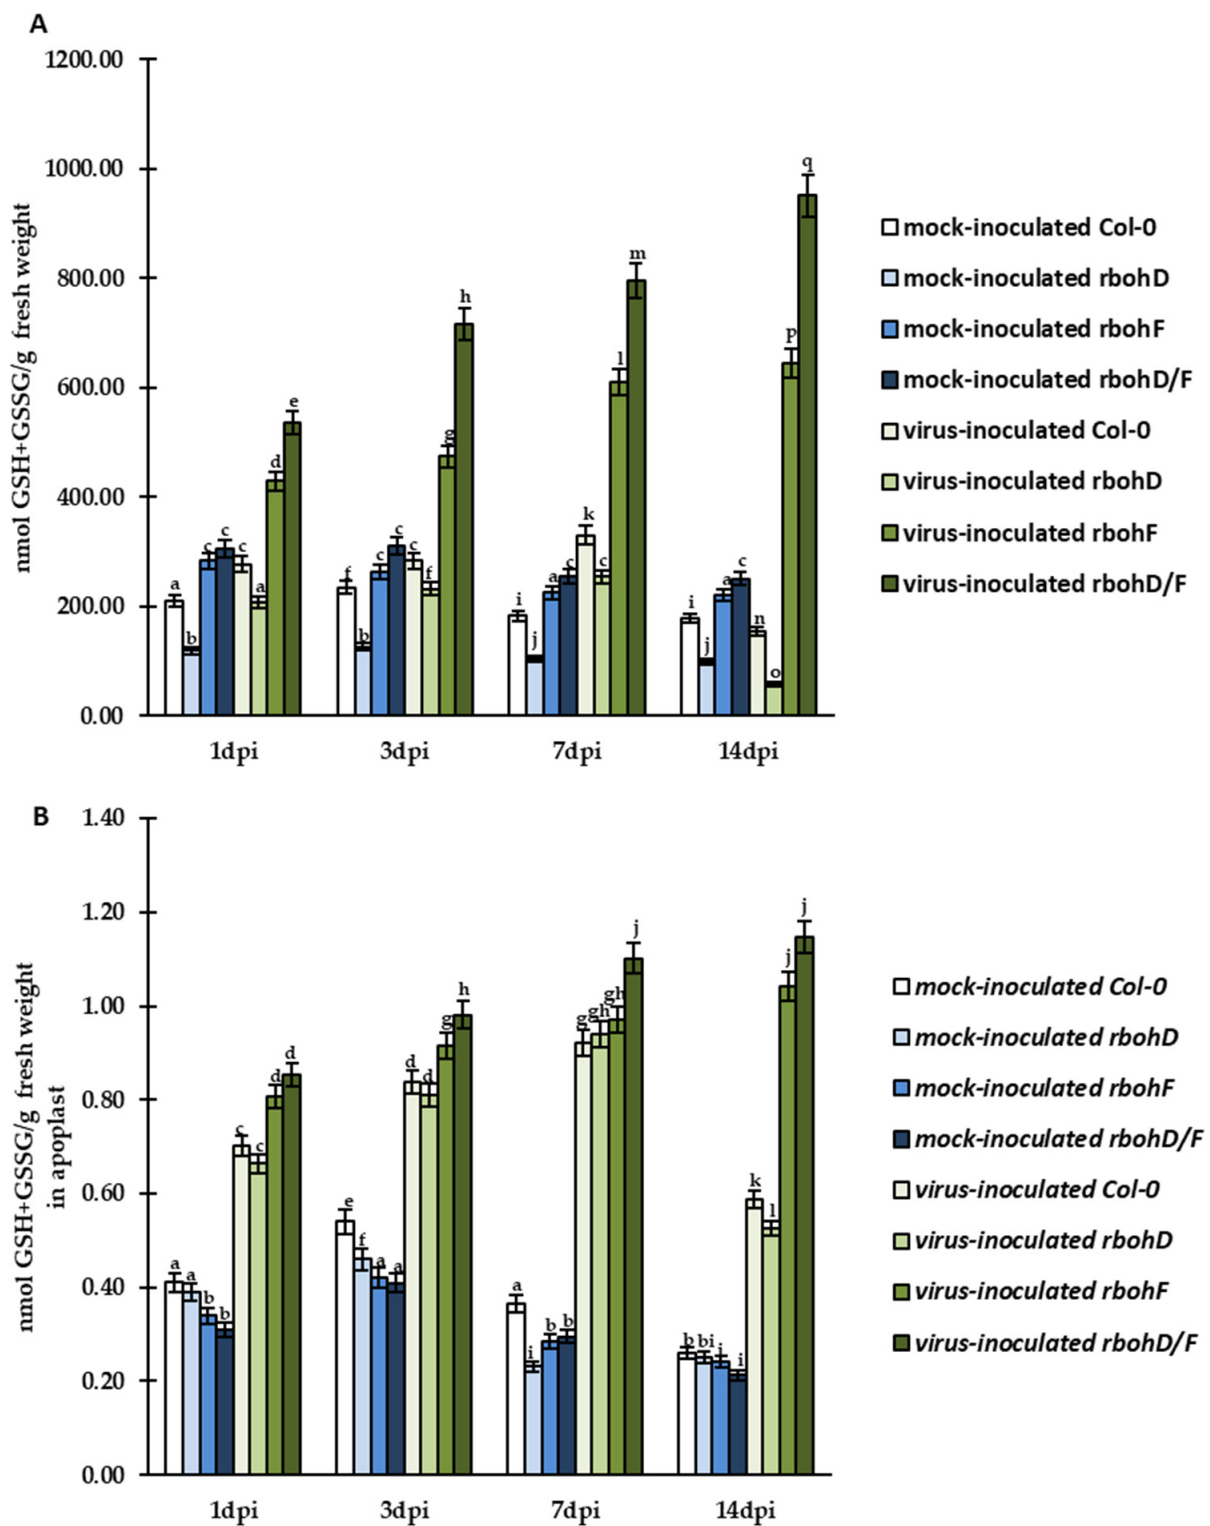 A
1200.00
1000.00
800.00
600.00
400.00
200.00
0.00
nmol GSH+GSSG/g fresh weight
a b c c c a d e
f b c c c f g h
i j a c k c l m
i j a c n o p q
1dpi 3dpi 7dpi 14dpi
mock-inoculated Col-0
mock-inoculated rbohD
mock-inoculated rbohF
mock-inoculated rbohD/F
virus-inoculated Col-0
virus-inoculated rbohD
virus-inoculated rbohF
virus-inoculated rbohD/F
B
1.40
1.20
1.00
0.80
0.60
0.40
0.20
0.00
nmol GSH+GSSG/g fresh weight
in apoplast
a a b b c c d d
e f a a d d g h
a i b b g gh gh j
b bi i i k l j j
1dpi 3dpi 7dpi 14dpi
mock-inoculated Col-0
mock-inoculated rbohD
mock-inoculated rbohF
mock-inoculated rbohD/F
virus-inoculated Col-0
virus-inoculated rbohD
virus-inoculated rbohF
virus-inoculated rbohD/F